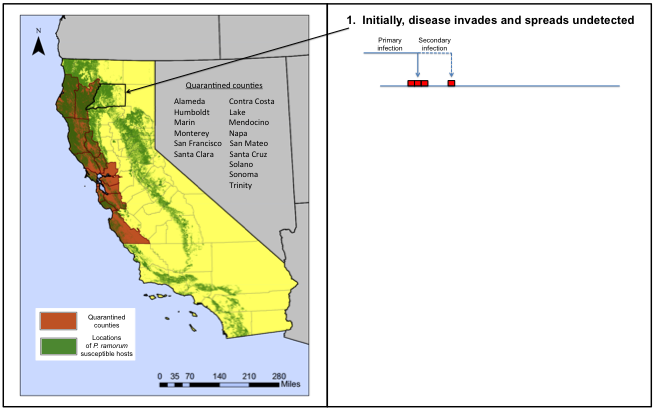 1. Initially, disease invades and spreads undetected
N
Primary infection
Secondary infection
Quarantined counties
Alameda Contra Costa
Humboldt Lake
Marin Mendocino
Monterey Napa
San Francisco San Mateo
Santa Clara Santa Cruz
Solano
Sonoma
Trinity
Quarantined
counties
Locations
of P. ramorum
susceptible hosts
0 35 70 140 210 280
Miles